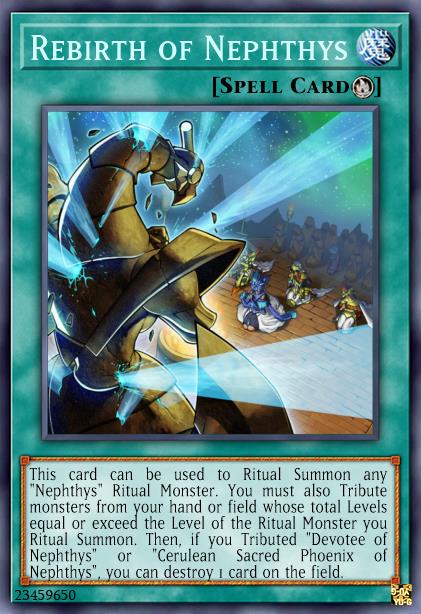 Rebirth of Nephthys
魔
[Spell Card]
This card can be used to Ritual Summon any
"Nephthys" Ritual Monster. You must also Tribute
monsters from your hand or field whose total Levels
equal or exceed the Level of the Ritual Monster you
Ritual Summon. Then, if you Tributed "Devotee of
Nephthys" or "Cerulean Sacred Phoenix of
Nephthys", you can destroy 1 card on the field.
23459650